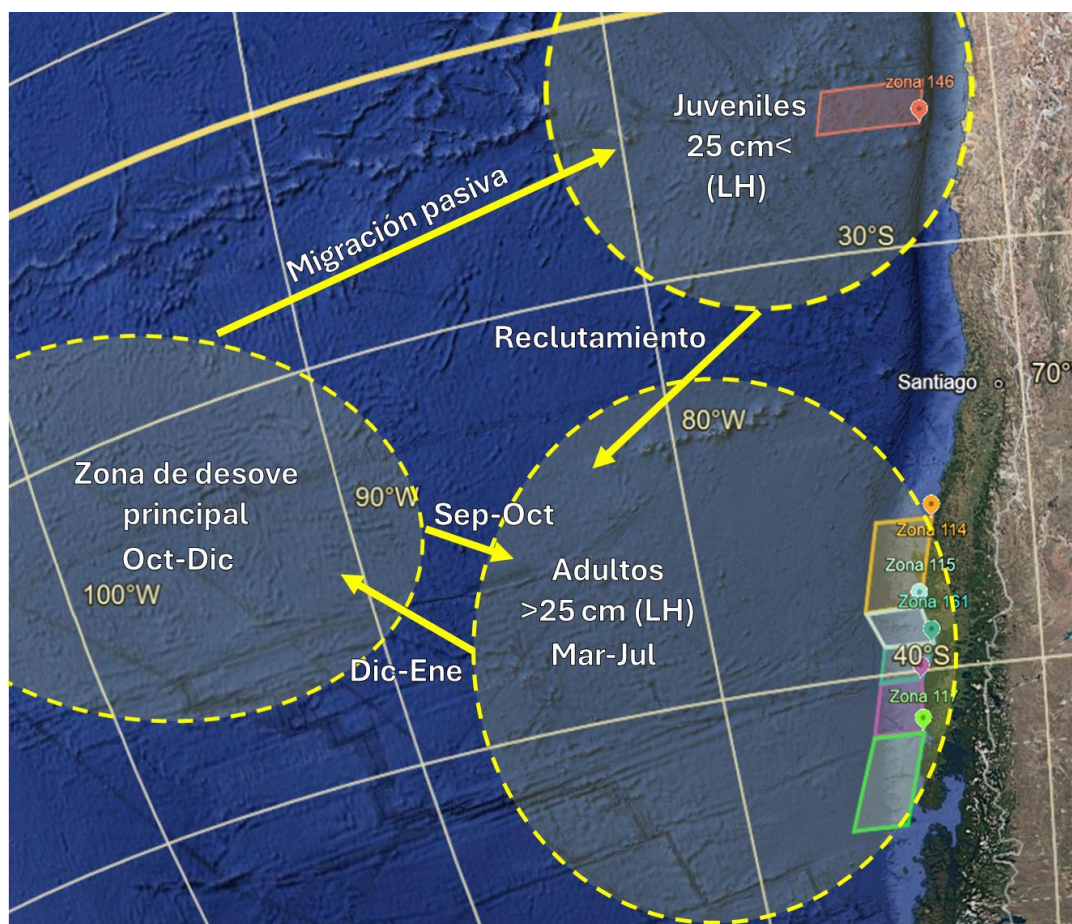 zona 146
Juveniles
25 cm<
(LH)
Migración pasiva
30°S
Reclutamiento
Santiago
70°W
80°W
Zona de desove
principal
Oct-Dic
90°W
Sep-Oct
100°W
Adultos
>25 cm (LH)
Mar-Jul
Dic-Ene
Zona 114
Zona 115
Zona 161
40°S
Zona 117